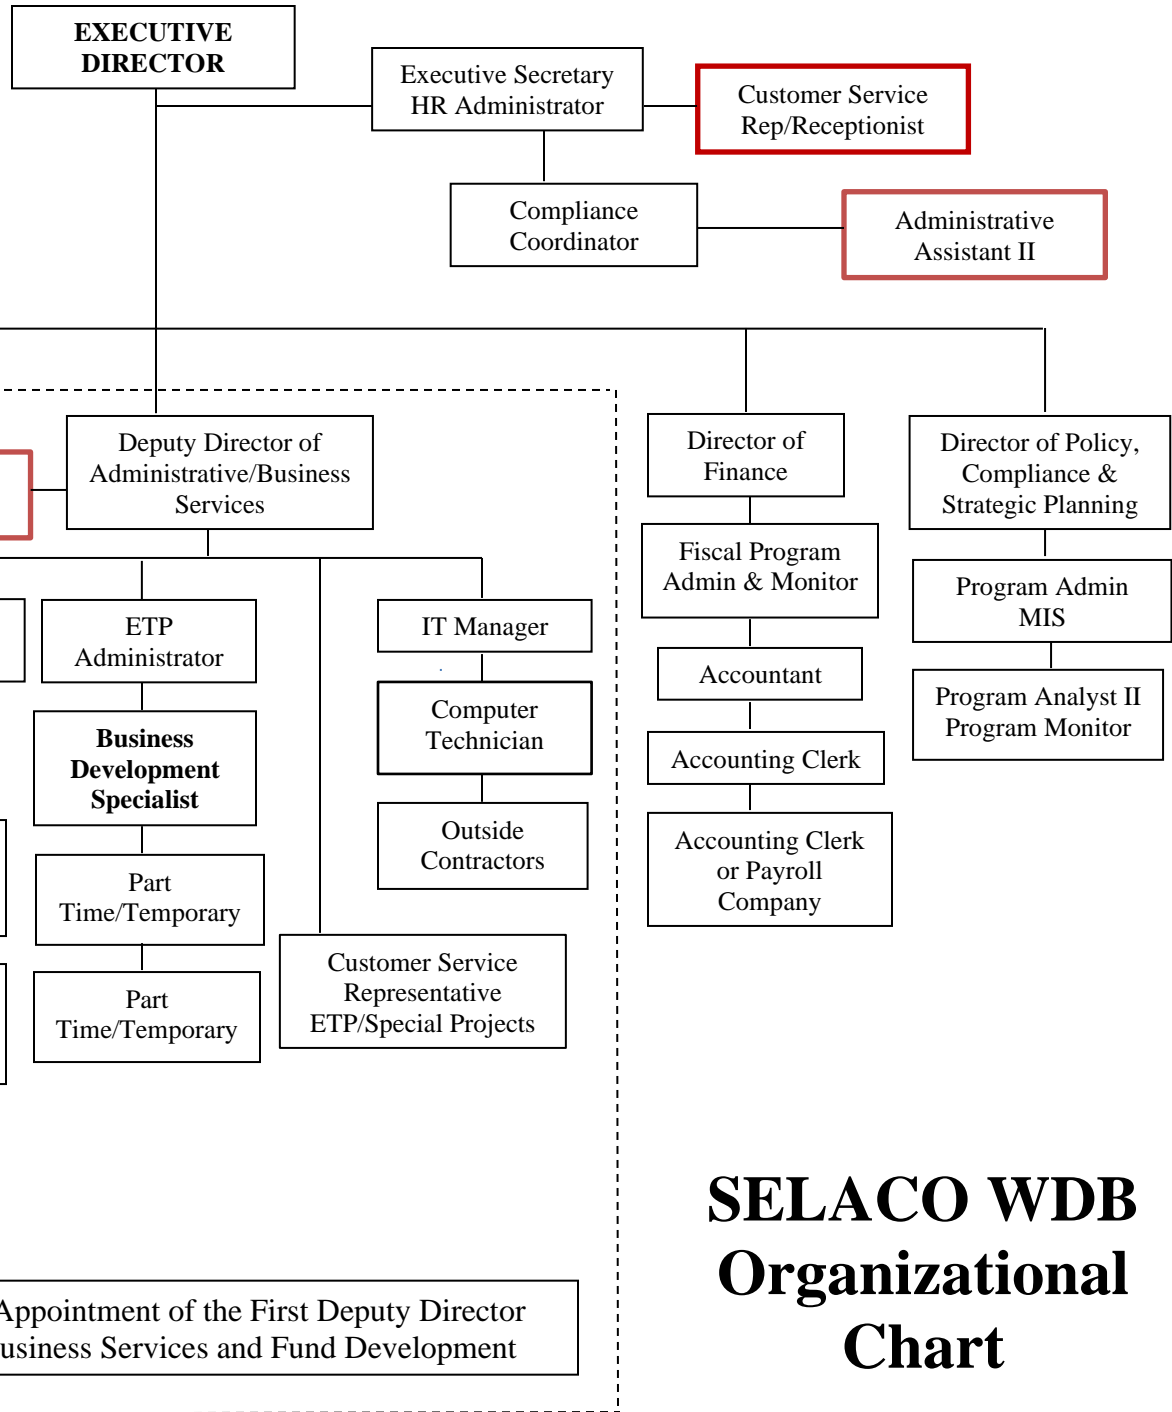 EXECUTIVE
DIRECTOR
Executive Secretary
HR Administrator
Customer Service
Rep/Receptionist
Compliance
Coordinator
Administrative
Assistant II
Deputy Director of
Administrative/Business
Services
Director of
Finance
Director of Policy,
Compliance &
Strategic Planning
Fiscal Program
Admin & Monitor
Program Admin
MIS
ETP
Administrator
IT Manager
Accountant
Program Analyst II
Program Monitor
Business
Development
Specialist
Computer
Technician
Accounting Clerk
Outside
Contractors
Accounting Clerk
or Payroll
Company
Part
Time/Temporary
Customer Service
Representative
ETP/Special Projects
Part
Time/Temporary
SELACO WDB
Organizational
Chart
Appointment of the First Deputy Director
usiness Services and Fund Development